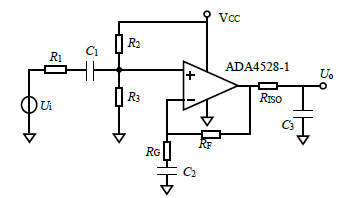 VCC
R1
C1
R2
ADA4528-1
+
Uo
R3
−
RISO
Ui
C3
RF
RG
C2